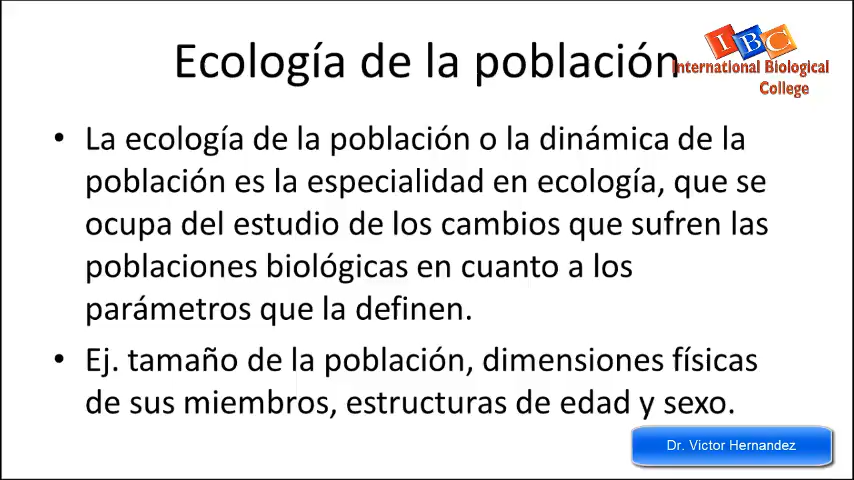 Ecología de la población
IBC
International Biological
College
• La ecología de la población o la dinámica de la
población es la especialidad en ecología, que se
ocupa del estudio de los cambios que sufren las
poblaciones biológicas en cuanto a los
parámetros que la definen.
• Ej. tamaño de la población, dimensiones físicas
de sus miembros, estructuras de edad y sexo.
Dr. Victor Hernandez